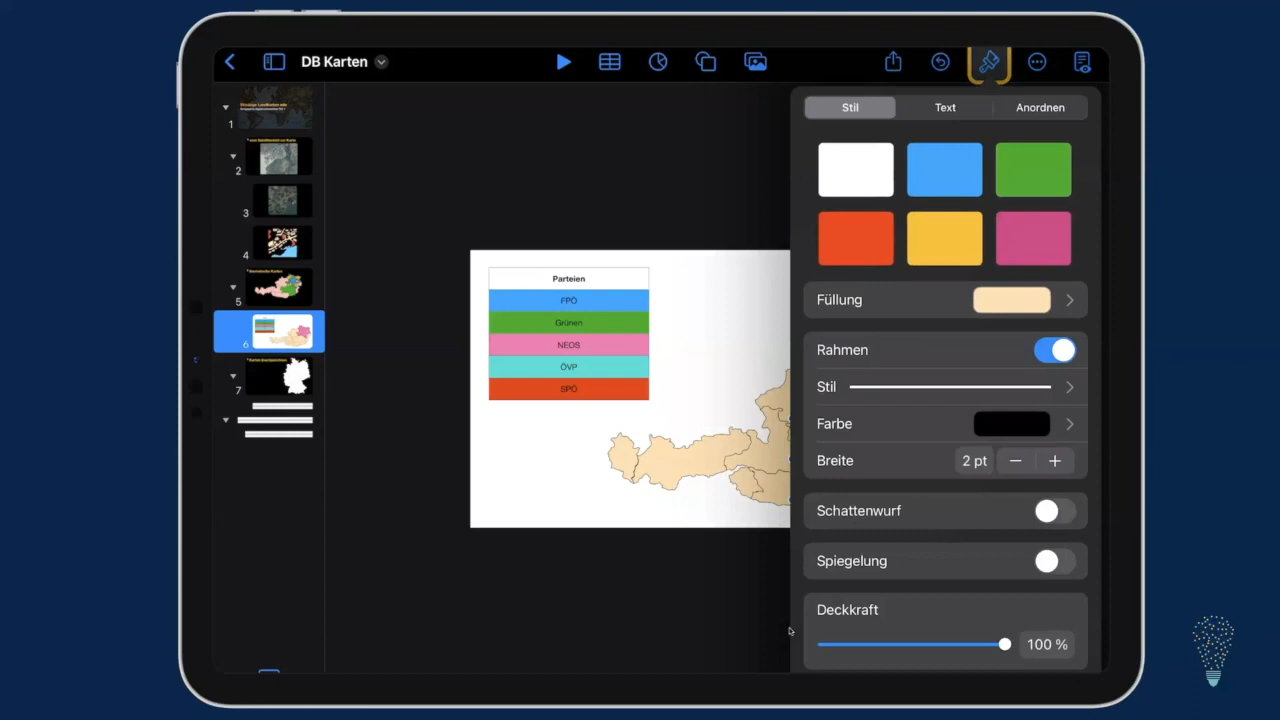 DB Karten
1
2
3
4
5
6
7
Parteien
FPÖ
Grünen
NEOS
ÖVP
SPÖ
Stil
Text
Anordnen
Füllung
Rahmen
Stil
Farbe
Breite
2 pt
Schattenwurf
Spiegelung
Deckkraft
100 %